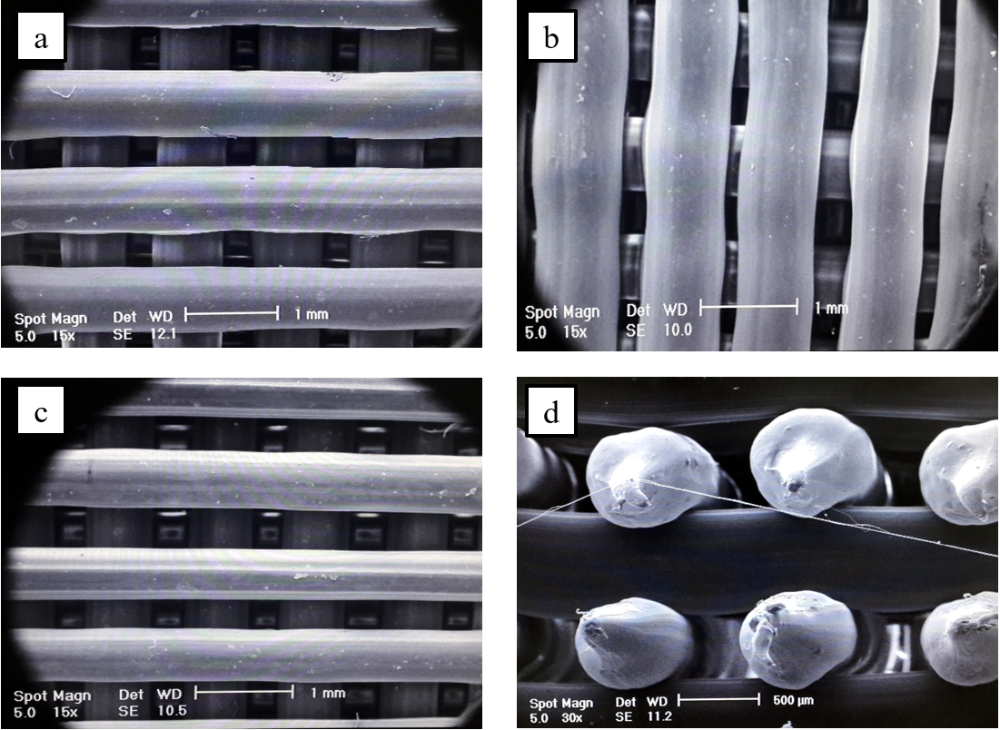 a
Spot Magn Det WD 1 mm
5.0 15x SE 12.1
b
Spot Magn Det WD 1 mm
5.0 15x SE 10.0
c
Spot Magn Det WD 1 mm
5.0 15x SE 10.5
d
Spot Magn Det WD 500 µm
5.0 30x SE 11.2